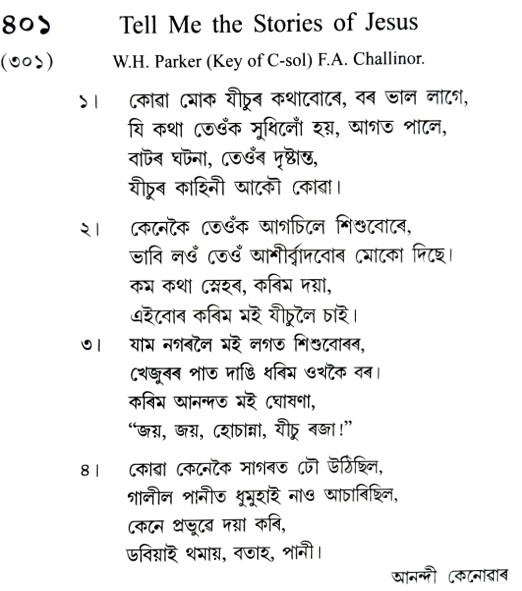 ৪০১ Tell Me the Stories of Jesus
(৩০১) W.H. Parker (Key of C-sol) F.A. Challinor.
১। কোৱা মোক যীচুৰ কথাবোৰে, বৰ ভাল লাগে,
যি কথা তেওঁক সুধিলোঁ হয়, আগত পালে,
বাটৰ ঘটনা, তেওঁৰ দৃষ্টান্ত,
যীচুৰ কাহিনী আকৌ কোৱা।
২। কেনেকৈ তেওঁক আগচিলে শিশুবোৰে,
ভাবি লওঁ তেওঁ আশীৰ্ব্বাদবোৰ মোকো দিছে।
কম কথা স্নেহৰ, কৰিম দয়া,
এইবোৰ কৰিম মই যীচুলৈ চাই।
৩। যাম নগৰলৈ মই লগত শিশুবোৰৰ,
খেজুৰৰ পাত দাঙি ধৰিম ওখকৈ বৰ।
কৰিম আনন্দত মই ঘোষণা,
“জয়, জয়, হোচান্না, যীচু ৰজা!”
৪। কোৱা কেনেকৈ সাগৰত ঢৌ উঠিছিল,
গালীল পানীত ধুমুহাই নাও আচাৰিছিল,
কেনে প্ৰভুৱে দয়া কৰি,
ডবিয়াই থমায়, বতাহ, পানী।
আনন্দী কেনোৱাৰ